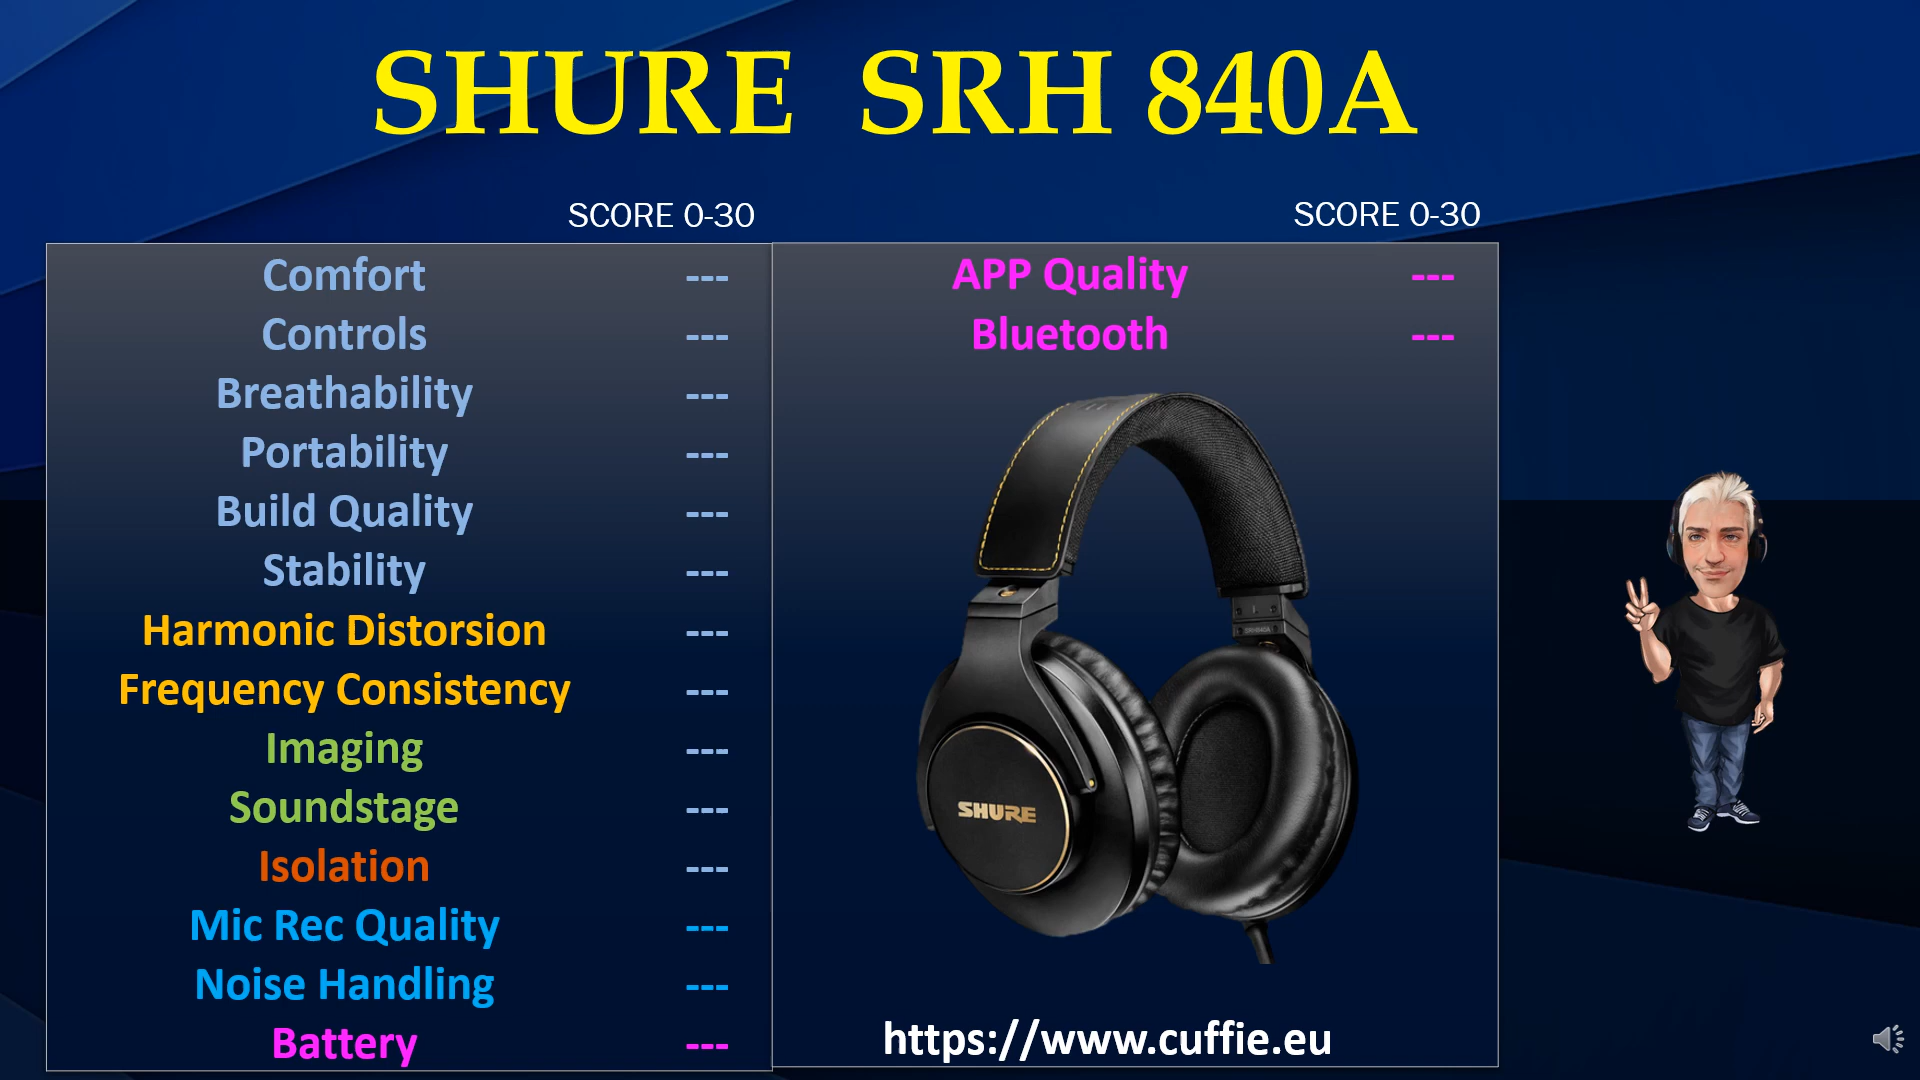 SHURE SRH 840A
SCORE 0-30
SCORE 0-30
Comfort ---
Controls ---
Breathability ---
Portability ---
Build Quality ---
Stability ---
Harmonic Distorsion ---
Frequency Consistency ---
Imaging ---
Soundstage ---
Isolation ---
Mic Rec Quality ---
Noise Handling ---
Battery ---
APP Quality ---
Bluetooth ---
SHURE
https://www.cuffie.eu